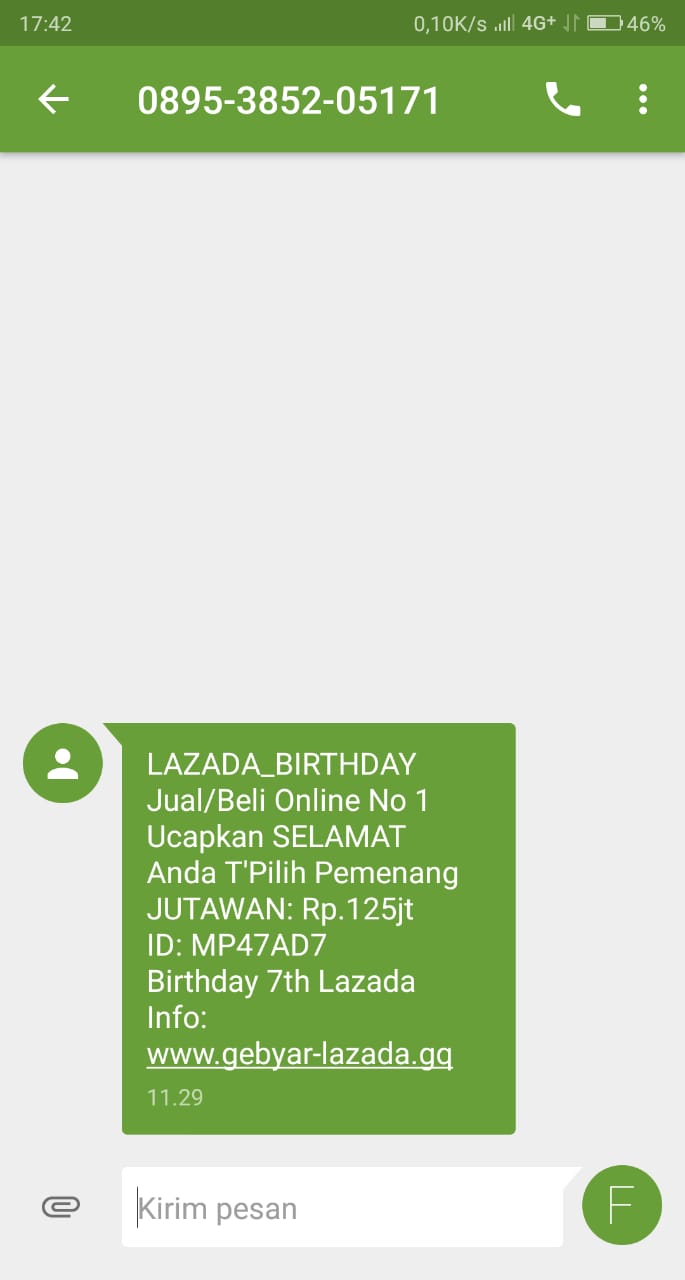 17:42 0,10K/s 4G+ 46%
0895-3852-05171
LAZADA_BIRTHDAY
Jual/Beli Online No 1
Ucapkan SELAMAT
Anda T'Pilih Pemenang
JUTAWAN: Rp.125jt
ID: MP47AD7
Birthday 7th Lazada
Info:
www.gebyar-lazada.gq
11.29
Kirim pesan
F